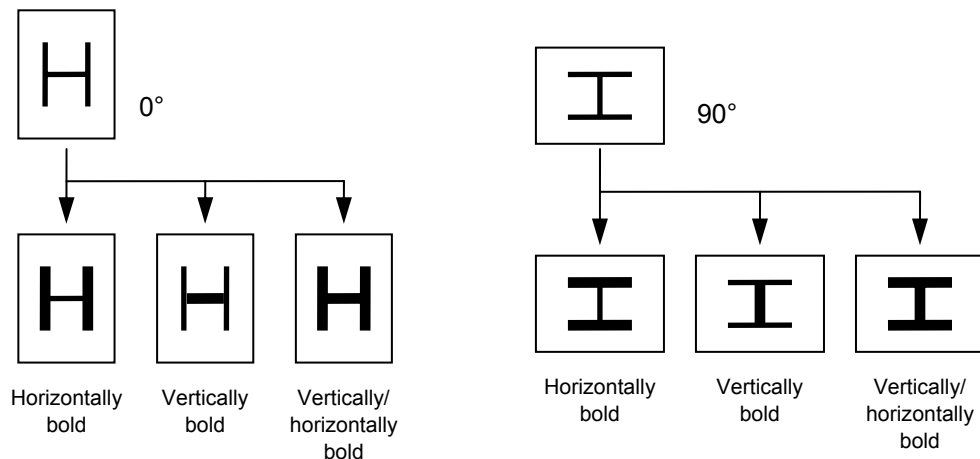 H
0°
H
H
H
Horizontally
bold
Vertically
bold
Vertically/
horizontally
bold
H
90°
H
H
H
Horizontally
bold
Vertically
bold
Vertically/
horizontally
bold